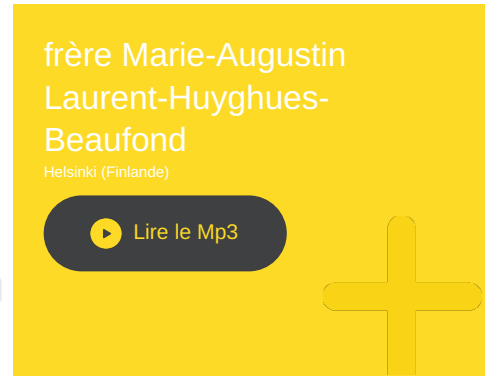 frère Marie-Augustin
Laurent-Huyghues-
Beaufond
Helsinki (Finlande)
Lire le Mp3